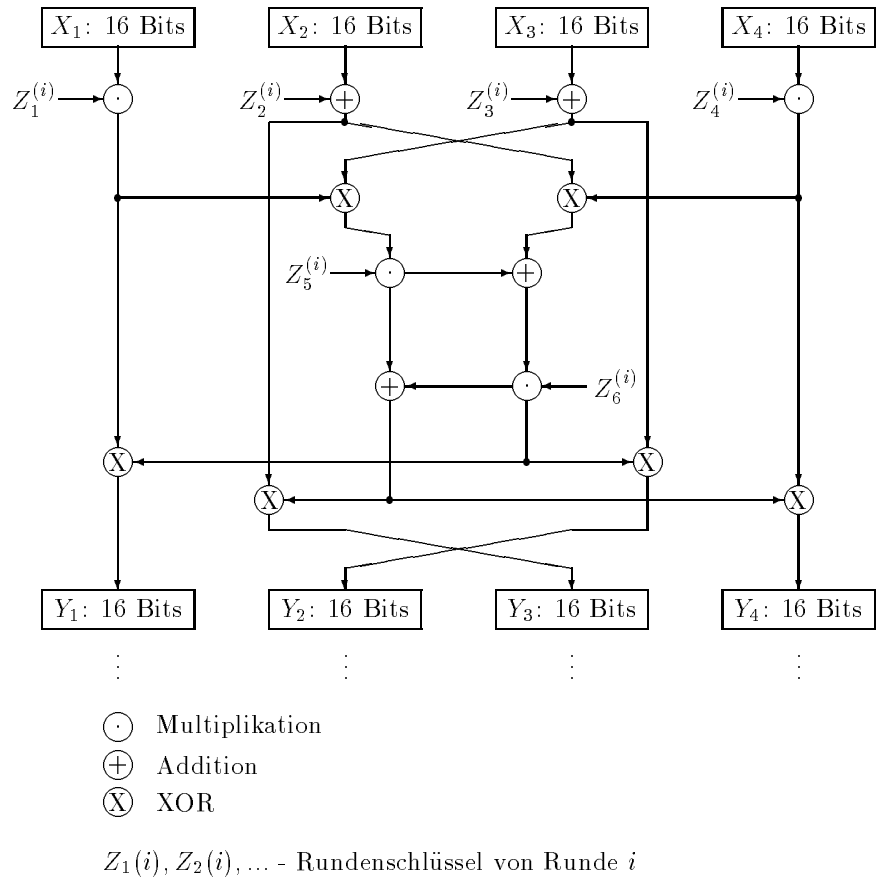 X₁: 16 Bits X₂: 16 Bits X₃: 16 Bits X₄: 16 Bits
Z₁⁽ⁱ⁾ · Z₂⁽ⁱ⁾ + Z₃⁽ⁱ⁾ + Z₄⁽ⁱ⁾ ·
X X
Z₅⁽ⁱ⁾ · +
+ · Z₆⁽ⁱ⁾
X X
X X
Y₁: 16 Bits Y₂: 16 Bits Y₃: 16 Bits Y₄: 16 Bits
⋮ ⋮ ⋮ ⋮
· Multiplikation
+ Addition
X XOR
Z₁(i), Z₂(i), ... - Rundenschlüssel von Runde i